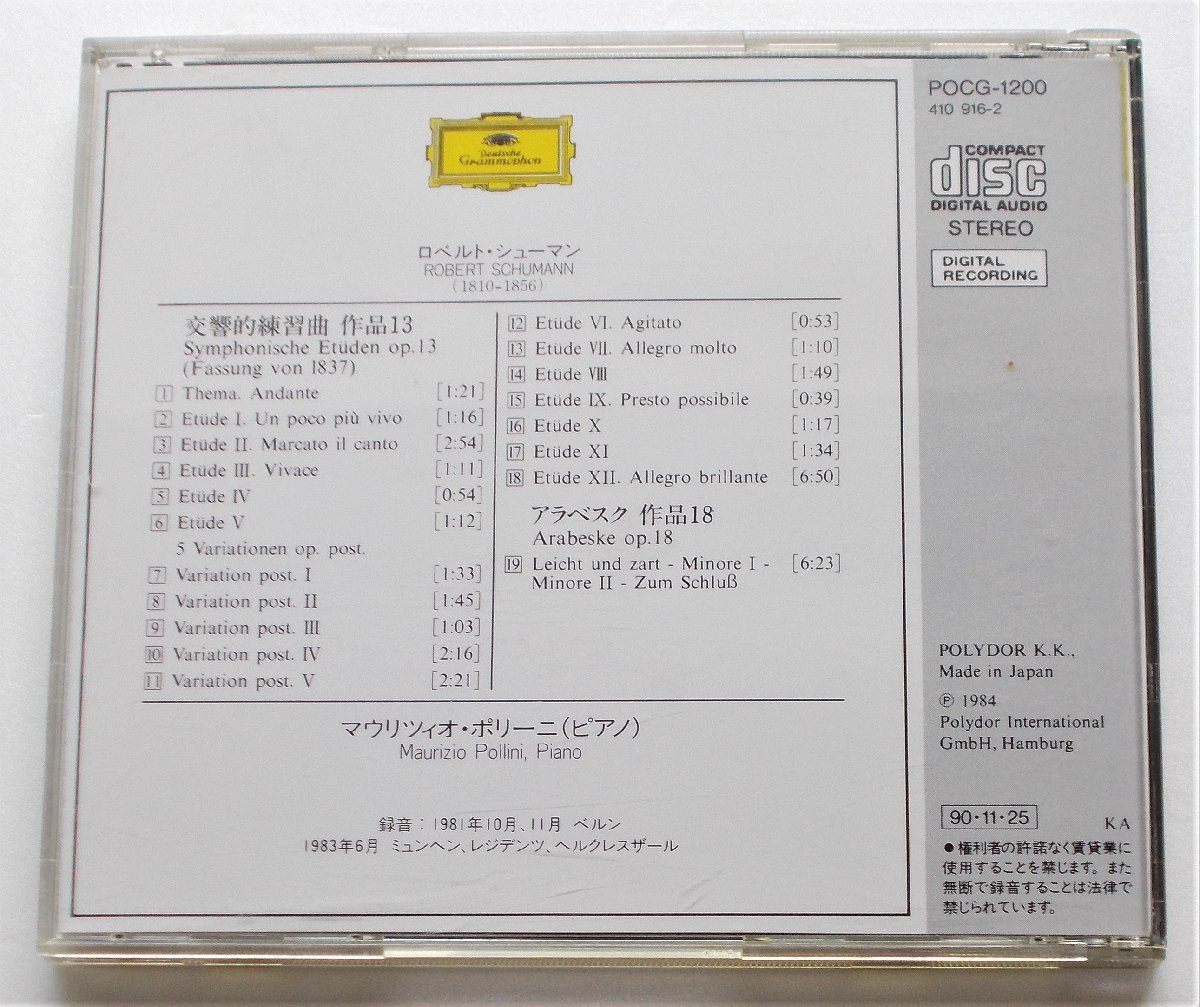 Deutsche
Grammophon
ロベルト・シューマン
ROBERT SCHUMANN
(1810-1856)
交響的練習曲 作品13
Symphonische Etüden op.13
(Fassung von 1837)
1 Thema. Andante [1:21]
2 Etüde I. Un poco più vivo [1:16]
3 Etüde II. Marcato il canto [2:54]
4 Etüde III. Vivace [1:11]
5 Etüde IV [0:54]
6 Etüde V [1:12]
5 Variationen op. post.
7 Variation post. I [1:33]
8 Variation post. II [1:45]
9 Variation post. III [1:03]
10 Variation post. IV [2:16]
11 Variation post. V [2:21]
12 Etüde VI. Agitato [0:53]
13 Etüde VII. Allegro molto [1:10]
14 Etüde VIII [1:49]
15 Etüde IX. Presto possibile [0:39]
16 Etüde X [1:17]
17 Etüde XI [1:34]
18 Etüde XII. Allegro brillante [6:50]
アラベスク 作品18
Arabeske op.18
19 Leicht und zart - Minore I - [6:23]
Minore II - Zum Schluß
マウリツィオ・ポリーニ(ピアノ)
Maurizio Pollini, Piano
録音:1981年10月、11月 ベルン
1983年6月 ミュンヘン、レジデンツ、ヘルクレスザール
POCG-1200
410 916-2
COMPACT
disc
DIGITAL AUDIO
STEREO
DIGITAL
RECORDING
POLYDOR K.K.,
Made in Japan
℗ 1984
Polydor International
GmbH, Hamburg
90・11・25
KA
●権利者の許諾なく賃貸業に
使用することを禁じます。また
無断で録音することは法律で
禁じられています。